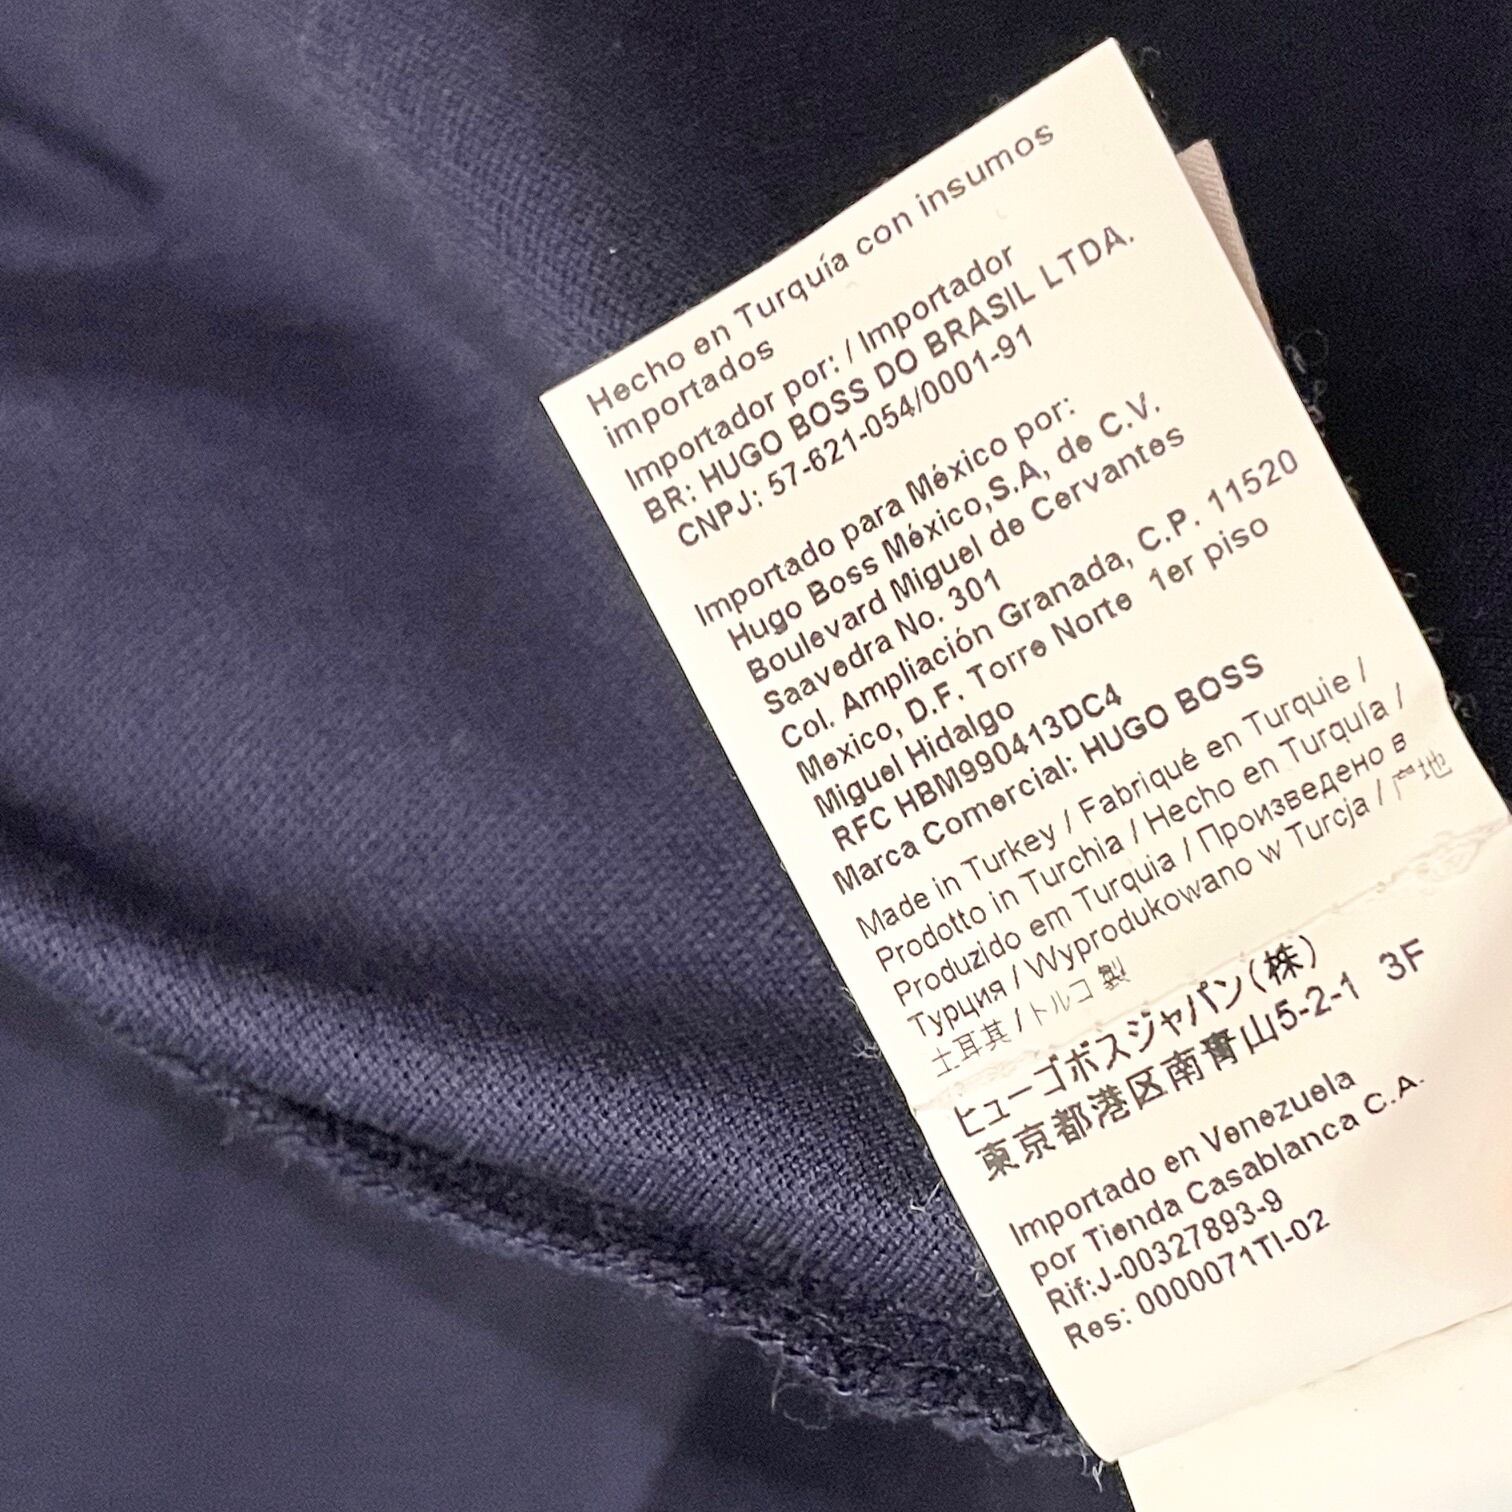 Hecho en Turquía con insumos
importados
Importador por: / Importador
BR: HUGO BOSS DO BRASIL LTDA.
CNPJ: 57-621-054/0001-91
Importado para México por:
Hugo Boss México,S.A, de C.V.
Boulevard Miguel de Cervantes
Saavedra No. 301
Col. Ampliación Granada, C.P. 11520
Mexico, D.F. Torre Norte 1er piso
Miguel Hidalgo
RFC HBM990413DC4
Marca Comercial: HUGO BOSS
Made in Turkey / Fabriqué en Turquie /
Prodotto in Turchia / Hecho en Turquía /
Produzido em Turquia / Произведено в
Турция / Wyprodukowano w Turcja / 产地
土耳其 / トルコ製
ヒューゴボスジャパン(株)
東京都港区南青山5-2-1 3F
Importado en Venezuela
por Tienda Casablanca C.A.
Rif:J-00327893-9
Res: 0000071TI-02